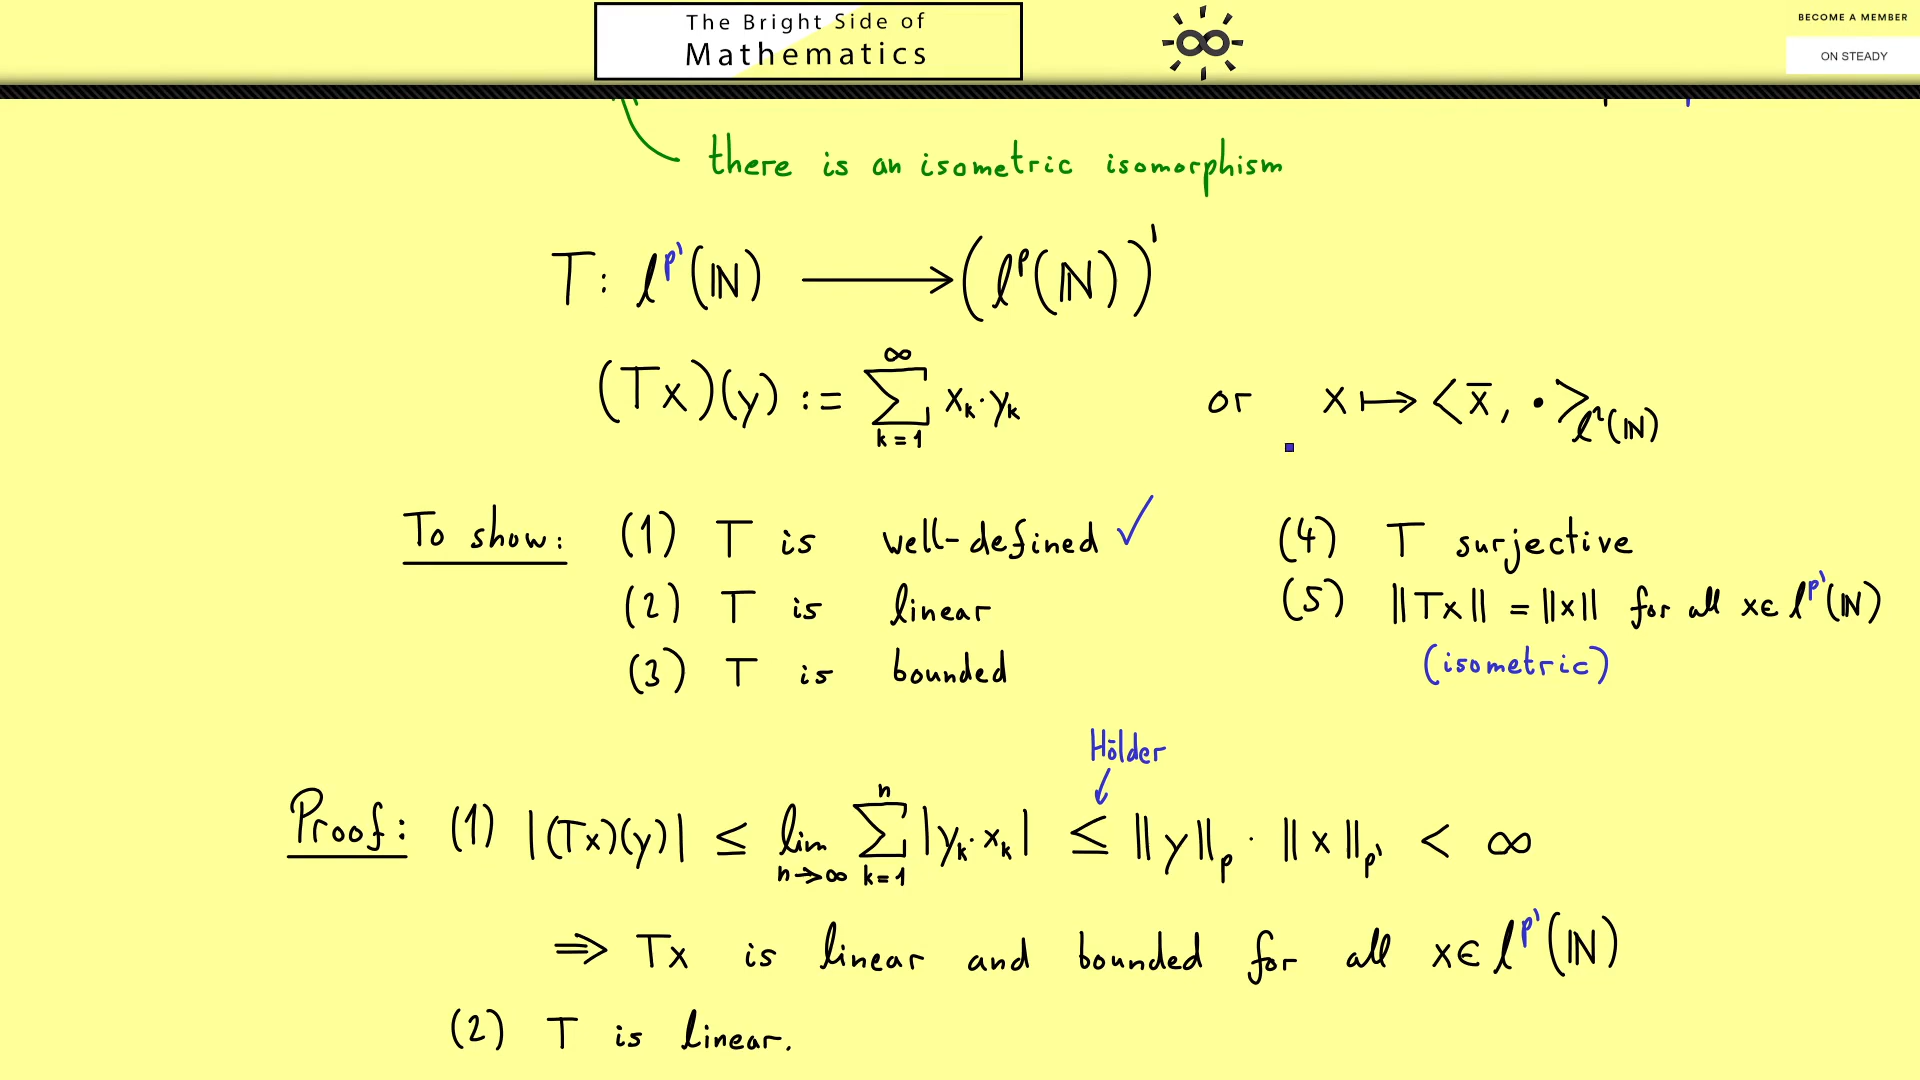 The Bright Side of
Mathematics
BECOME A MEMBER
ON STEADY
there is an isometric isomorphism
T: ℓ^p'(ℕ) ⟶ (ℓ^p(ℕ))'
(Tx)(y) := ∑_{k=1}^∞ x_k · y_k or x ↦ ⟨x̄, •⟩_{ℓ²(ℕ)}
To show: (1) T is well-defined ✓ (4) T surjective
(2) T is linear (5) ‖Tx‖ = ‖x‖ for all x∈ ℓ^p'(ℕ)
(3) T is bounded (isometric)
Hölder
Proof: (1) |(Tx)(y)| ≤ lim_{n→∞} ∑_{k=1}^n |y_k · x_k| ≤ ‖y‖_p · ‖x‖_p' < ∞
⇒ Tx is linear and bounded for all x∈ ℓ^p'(ℕ)
(2) T is linear.